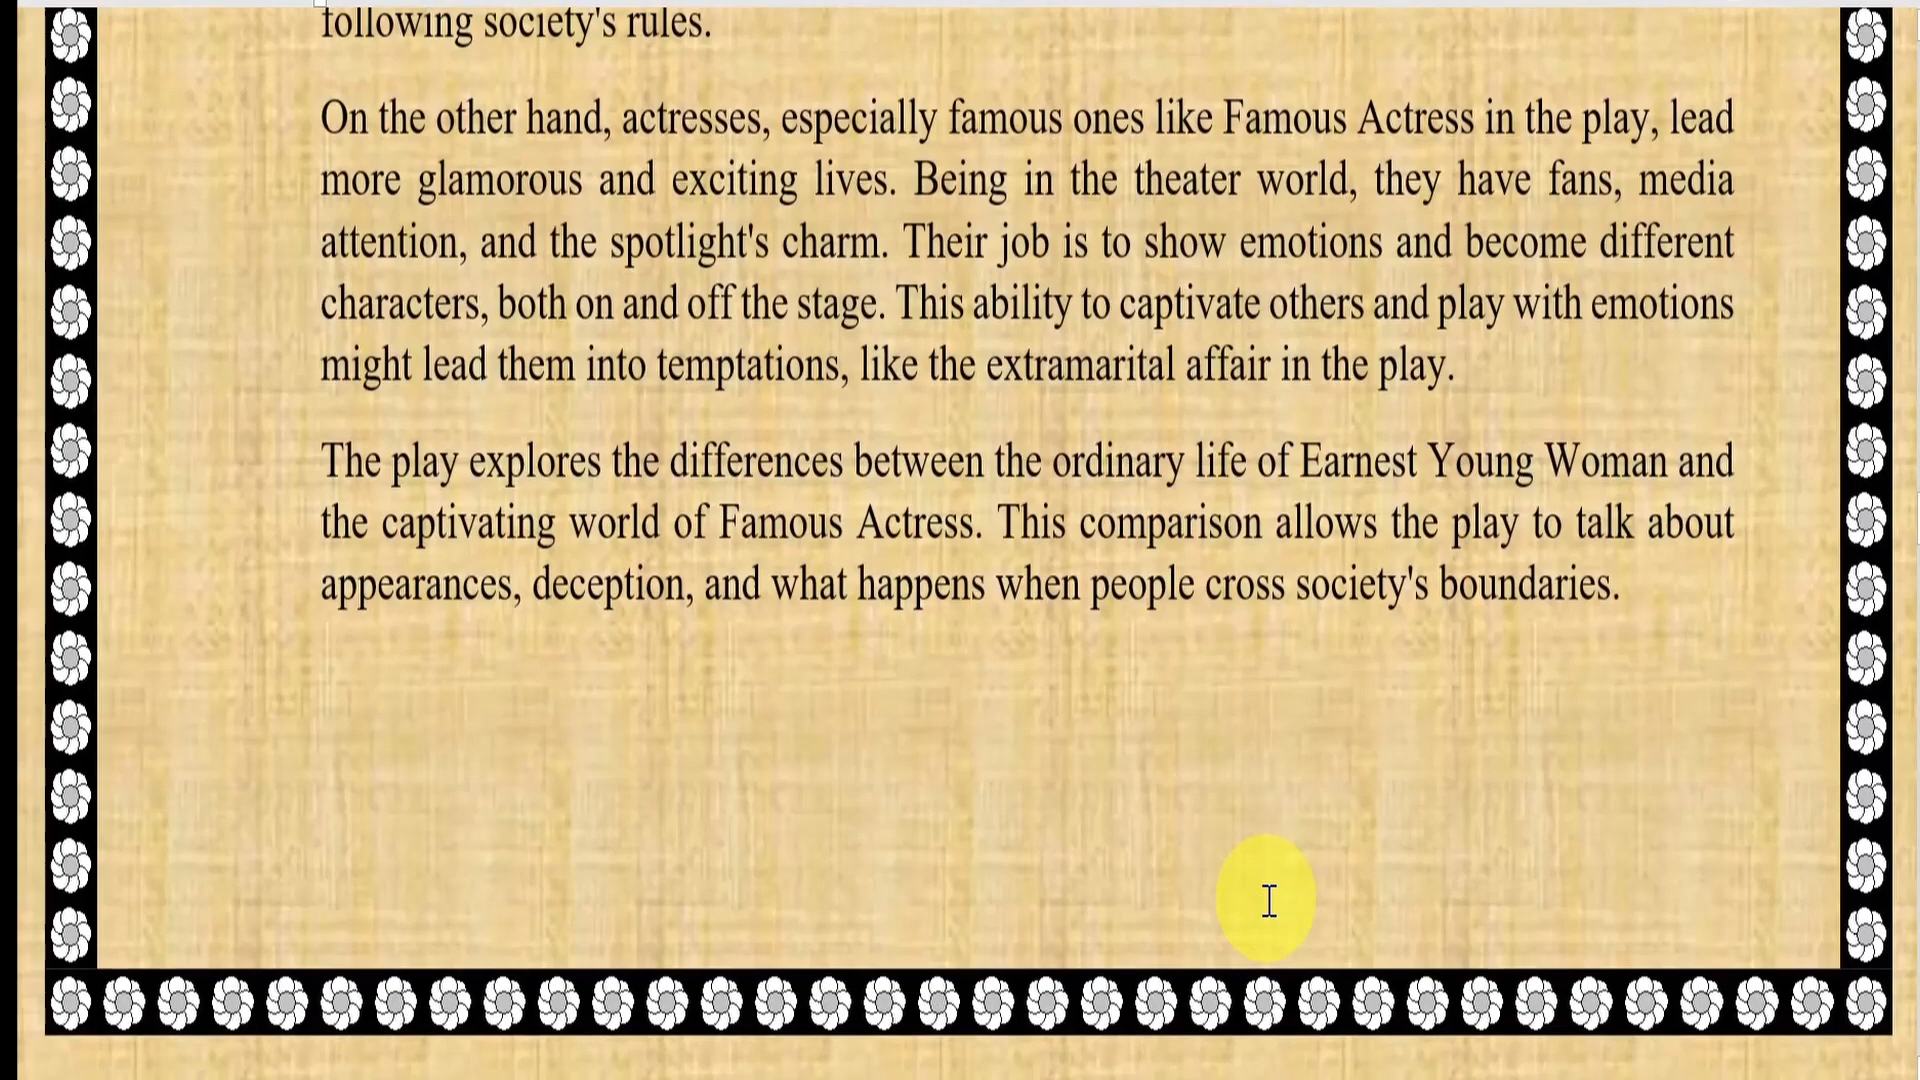 following society's rules.
On the other hand, actresses, especially famous ones like Famous Actress in the play, lead
more glamorous and exciting lives. Being in the theater world, they have fans, media
attention, and the spotlight's charm. Their job is to show emotions and become different
characters, both on and off the stage. This ability to captivate others and play with emotions
might lead them into temptations, like the extramarital affair in the play.
The play explores the differences between the ordinary life of Earnest Young Woman and
the captivating world of Famous Actress. This comparison allows the play to talk about
appearances, deception, and what happens when people cross society's boundaries.